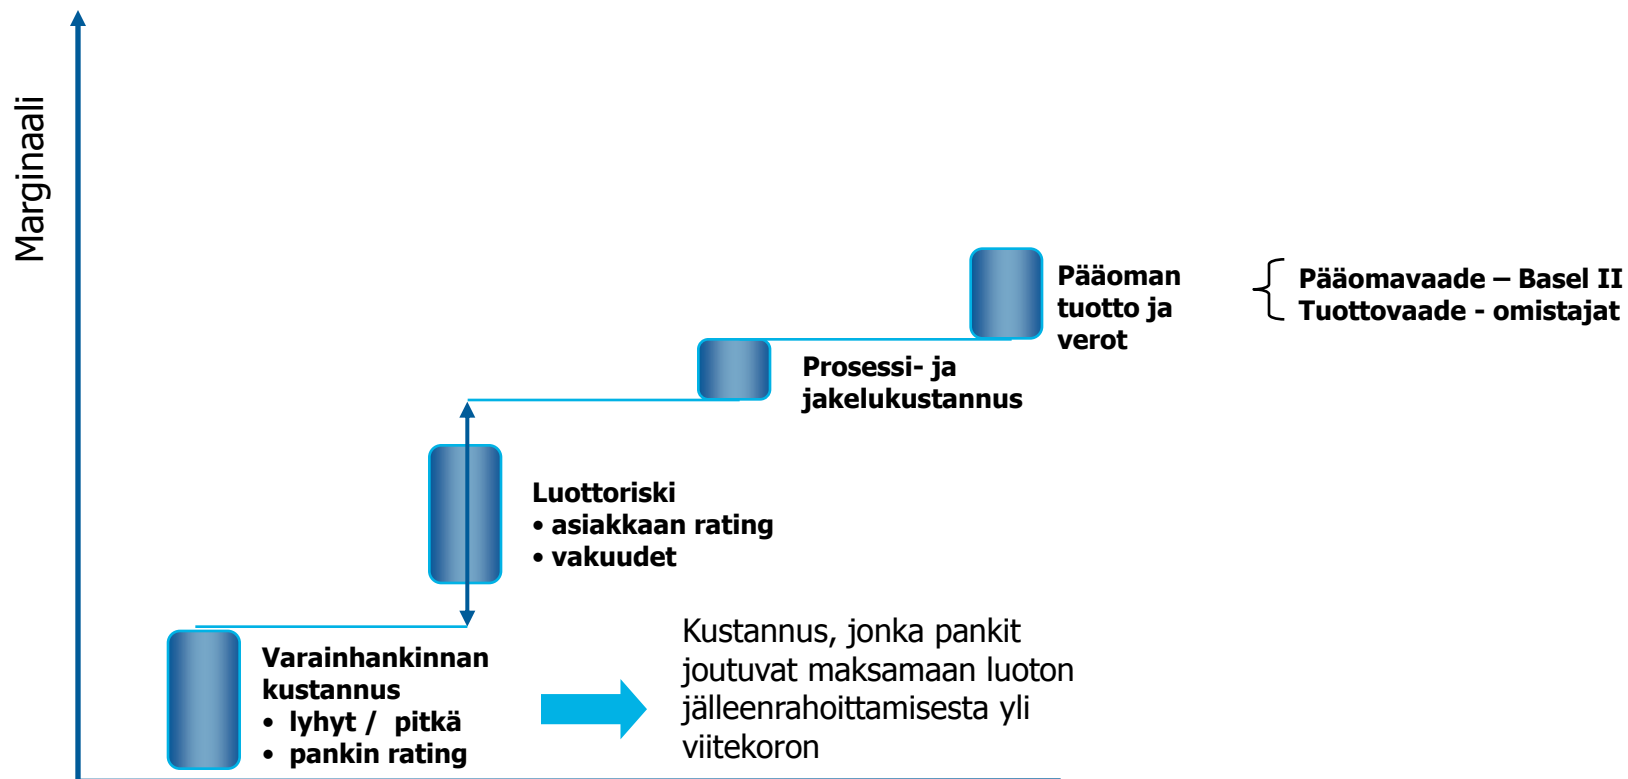 Marginaali
Pääoman
tuotto ja
verot
Pääomavaade – Basel II
Tuottovaade - omistajat
Prosessi- ja
jakelukustannus
Luottoriski
• asiakkaan rating
• vakuudet
Varainhankinnan
kustannus
• lyhyt / pitkä
• pankin rating
Kustannus, jonka pankit
joutuvat maksamaan luoton
jälleenrahoittamisesta yli
viitekoron